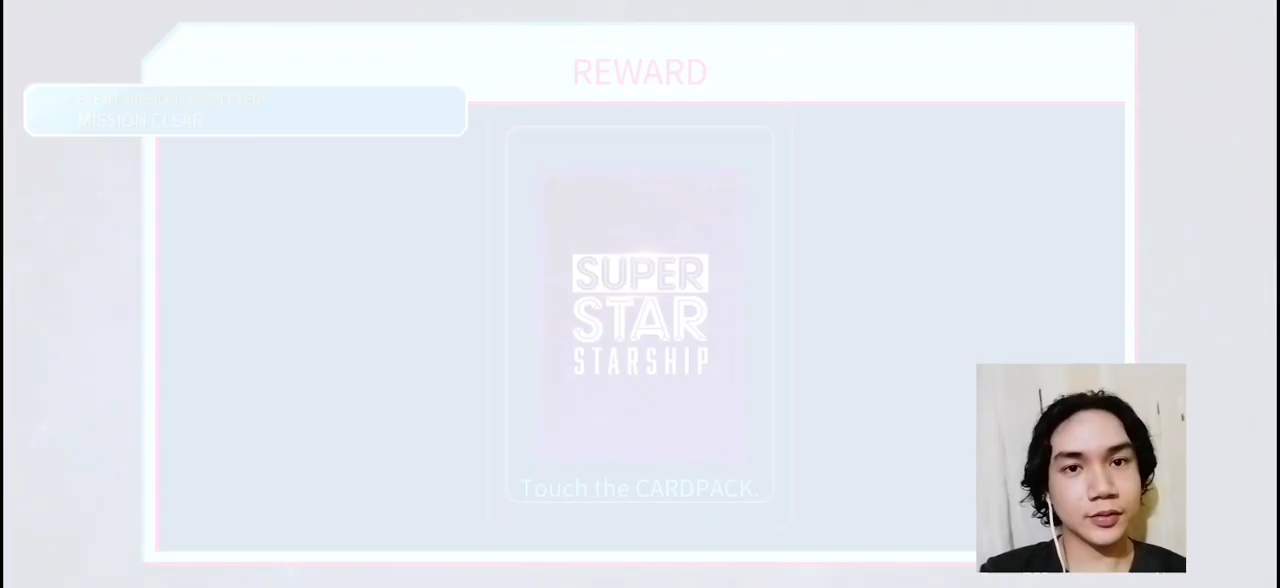 REWARD
MISSION CLEAR
SUPER
STAR
STARSHIP
Touch the CARDPACK.